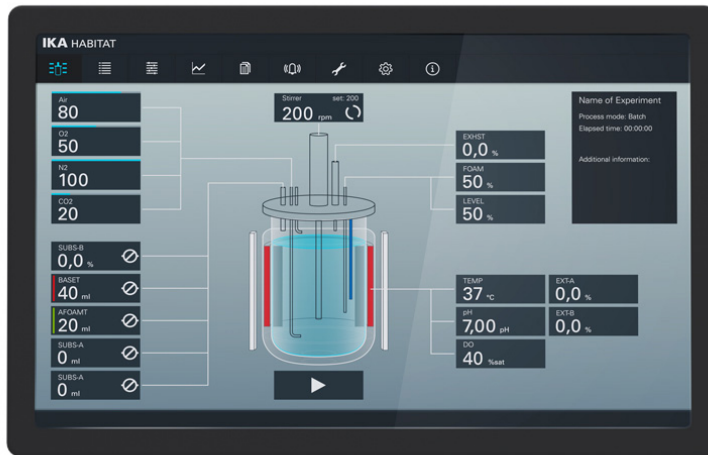 IKA HABITAT
Air
80
O2
50
N2
100
CO2
20
SUBS-B
0,0 %
BASET
40 ml
AFOAMT
20 ml
SUBS-A
0 ml
SUBS-A
0 ml
Stirrer set: 200
200 rpm
EXHST
0,0 %
FOAM
50 %
LEVEL
50 %
TEMP
37 °C
pH
7,00 pH
DO
40 %sat
EXT-A
0,0 %
EXT-B
0,0 %
Name of Experiment
Process mode: Batch
Elapsed time: 00:00:00
Additional information: